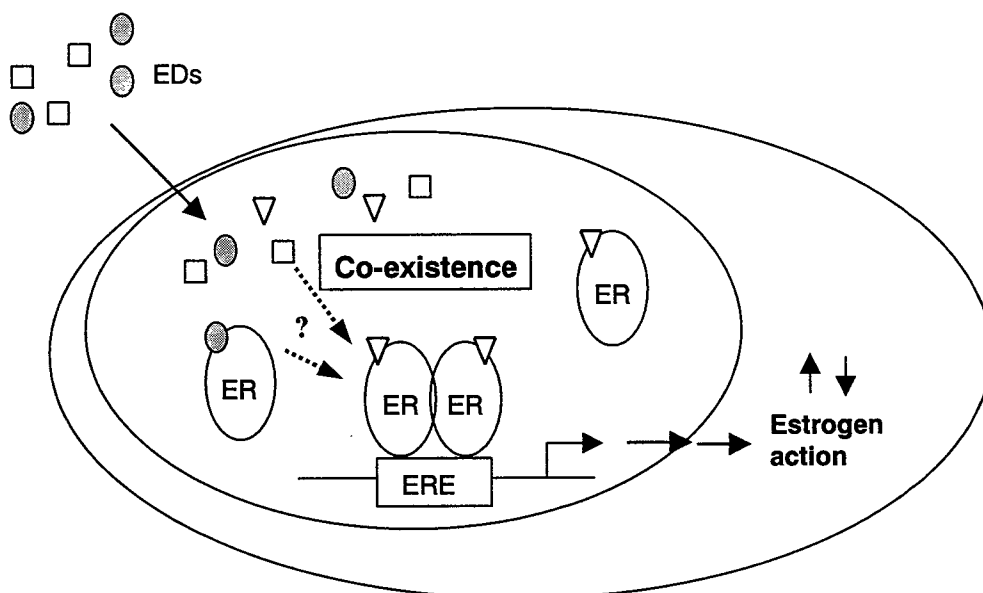 EDs
Co-existence
ER
?
ER
ER ER
ERE
Estrogen
action